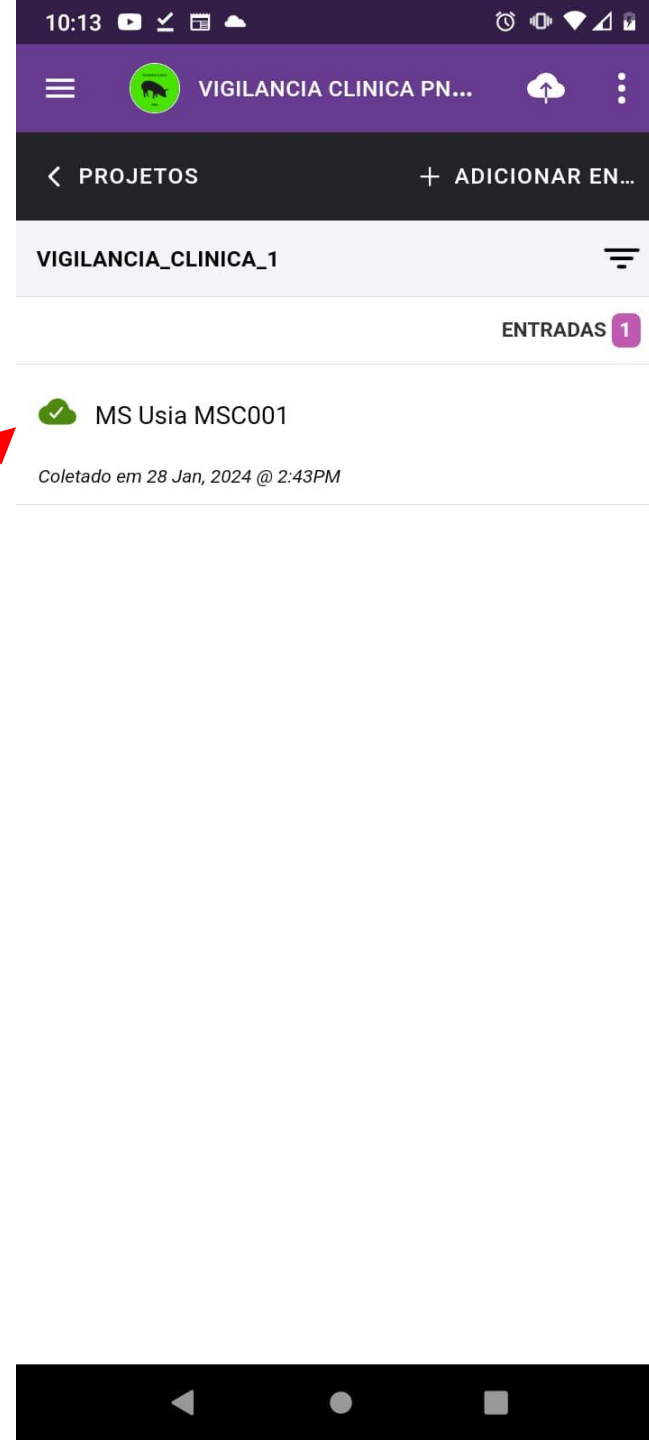 10:13
VIGILANCIA CLINICA PN...
PROJETOS
+ ADICIONAR EN...
VIGILANCIA_CLINICA_1
ENTRADAS 1
MS Usia MSC001
Coletado em 28 Jan, 2024 @ 2:43PM